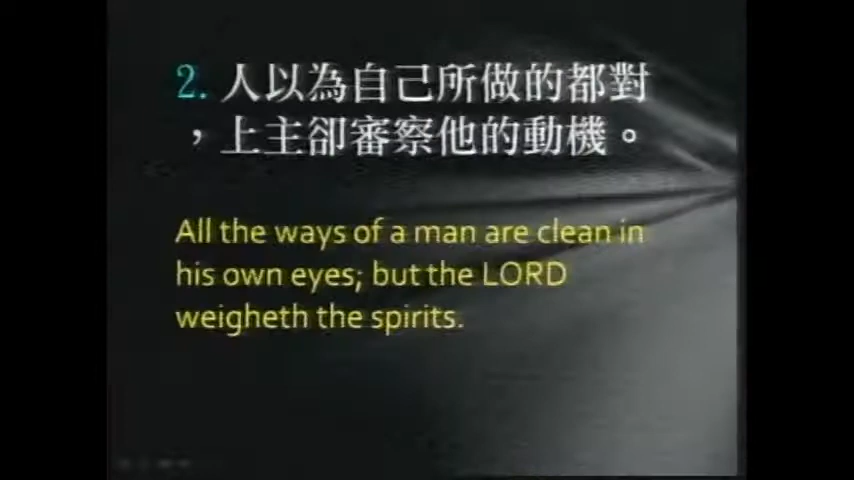 2. 人以為自己所做的都對
，上主卻審察他的動機。
All the ways of a man are clean in
his own eyes; but the LORD
weigheth the spirits.